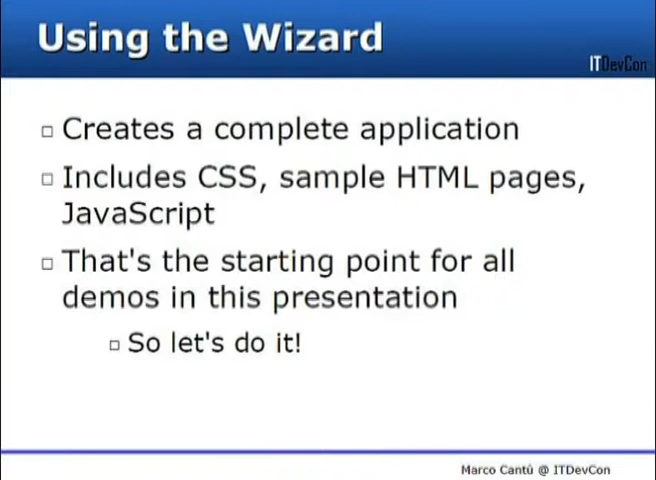 Using the Wizard
ITDevCon
Creates a complete application
Includes CSS, sample HTML pages,
JavaScript
That's the starting point for all
demos in this presentation
So let's do it!
Marco Cantù @ ITDevCon